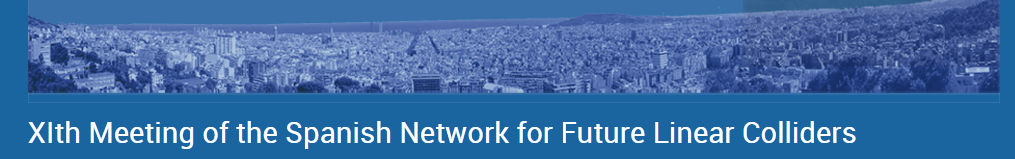 XIth Meeting of the Spanish Network for Future Linear Colliders